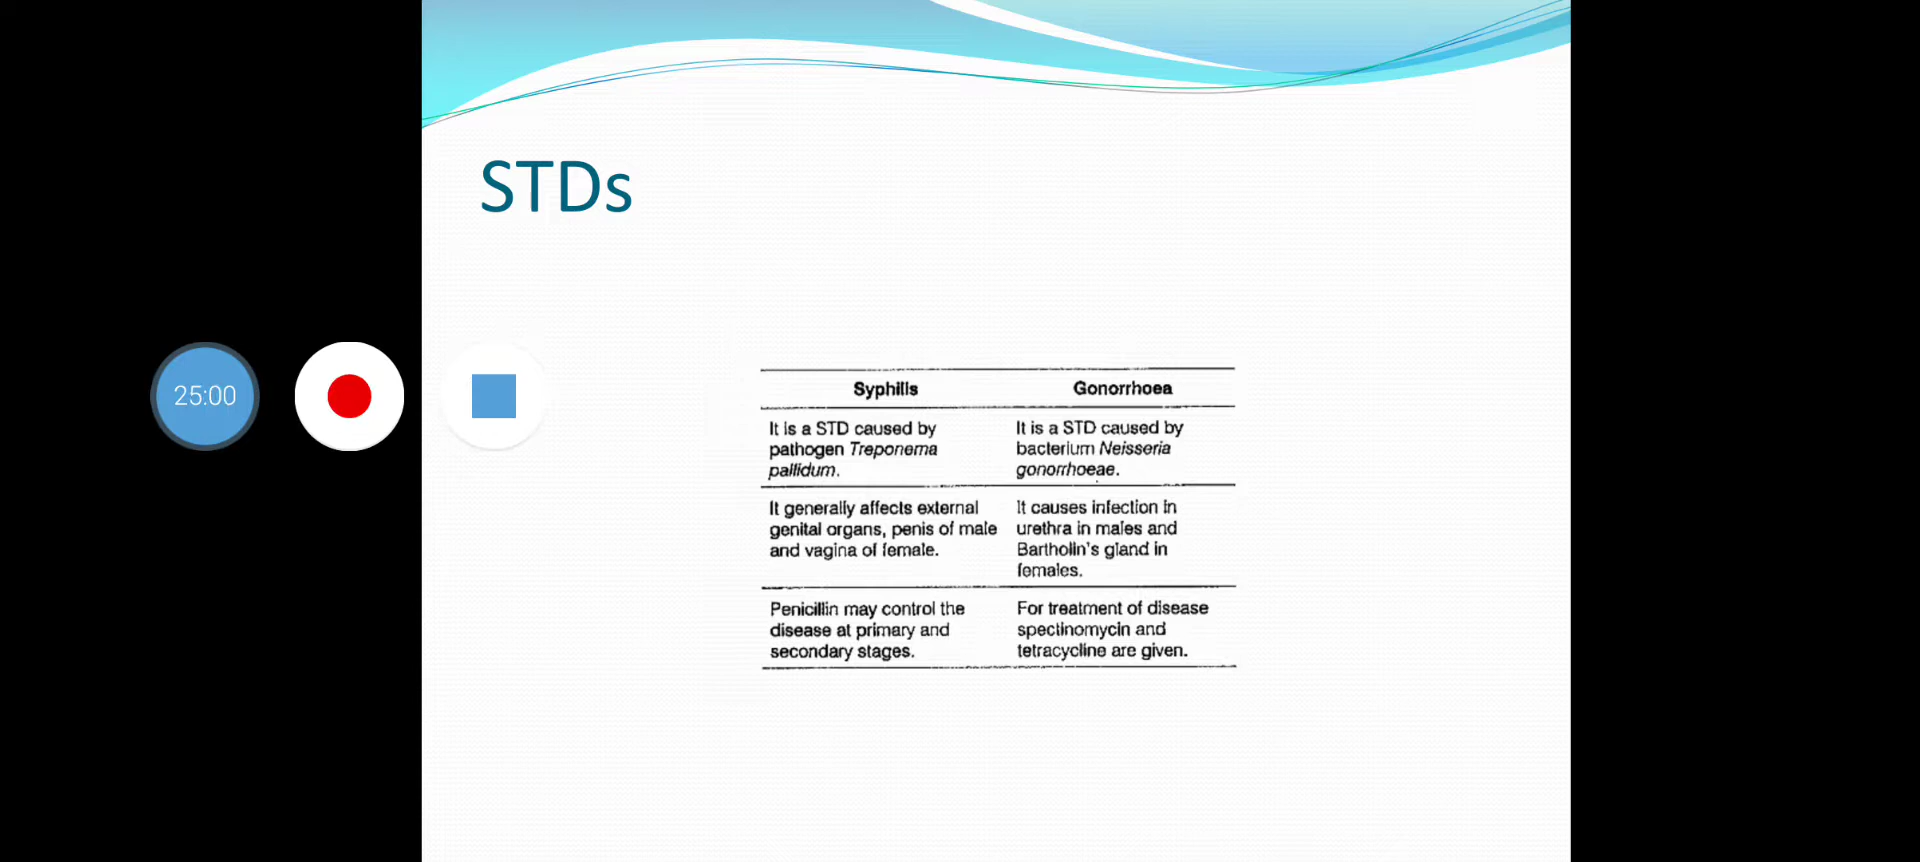 STDs
25:00
Syphilis Gonorrhoea
It is a STD caused by
pathogen Treponema
pallidum.
It is a STD caused by
bacterium Neisseria
gonorrhoeae.
It generally affects external
genital organs, penis of male
and vagina of female.
It causes infection in
urethra in males and
Bartholin's gland in
females.
Penicillin may control the
disease at primary and
secondary stages.
For treatment of disease
spectinomycin and
tetracycline are given.